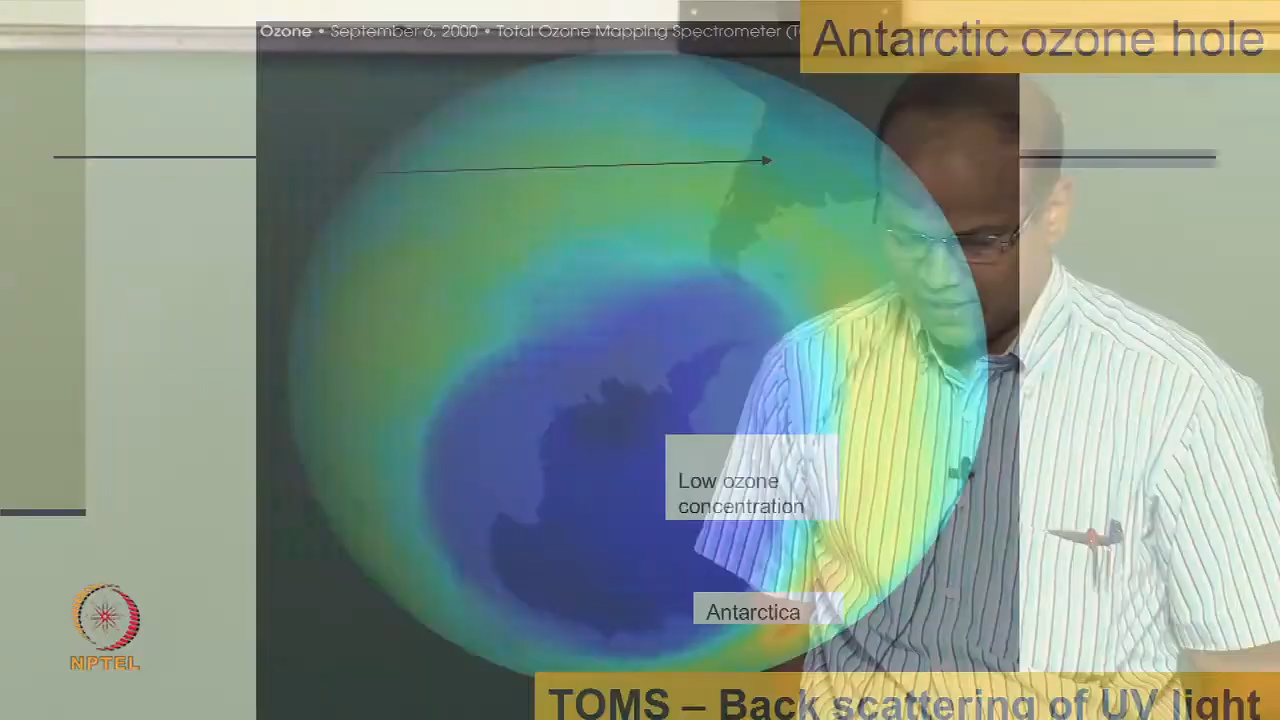 Ozone • September 6, 2000 • Total Ozone Mapping Spectrometer
Antarctic ozone hole
Low ozone
concentration
Antarctica
NPTEL
TOMS – Back scattering of UV light